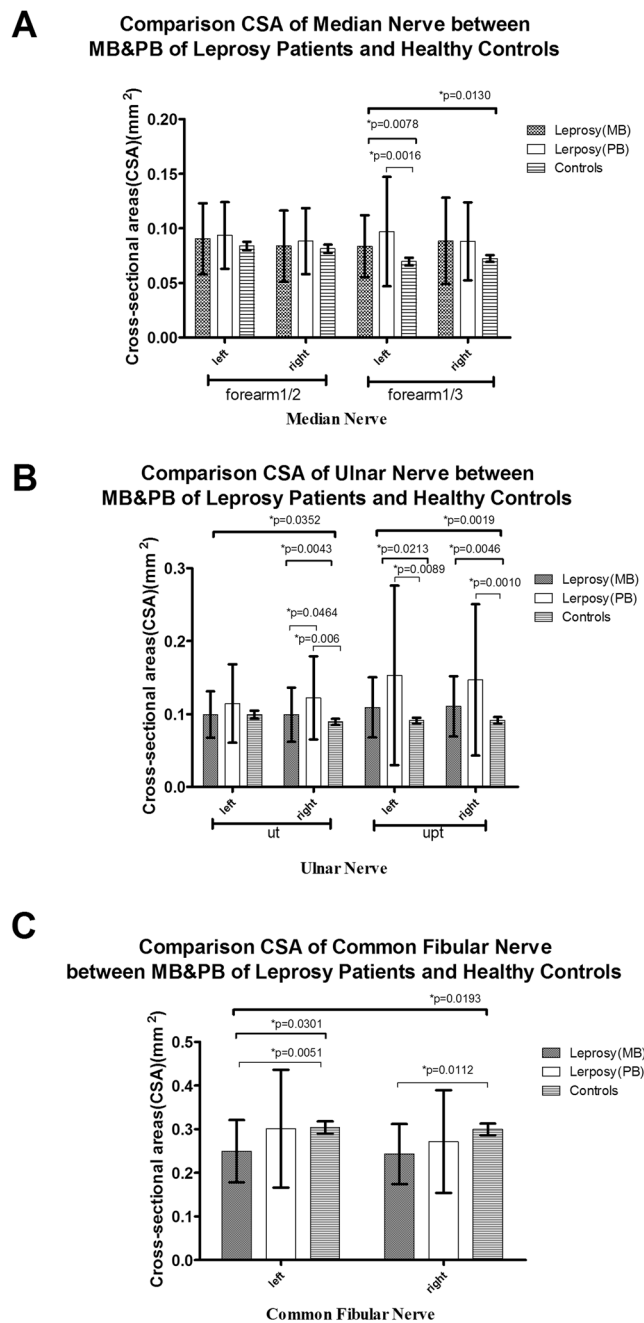 A
Comparison CSA of Median Nerve between
MB&PB of Leprosy Patients and Healthy Controls
Cross-sectional areas(CSA)(mm²)
0.20
0.15
0.10
0.05
0.00
*p=0.0130
*p=0.0078
*p=0.0016
Leprosy(MB)
Lerposy(PB)
Controls
left
right
left
right
forearm1/2
forearm1/3
Median Nerve
B
Comparison CSA of Ulnar Nerve between
MB&PB of Leprosy Patients and Healthy Controls
Cross-sectional areas(CSA)(mm²)
0.3
0.2
0.1
0.0
*p=0.0352
*p=0.0019
*p=0.0043
*p=0.0213
*p=0.0046
*p=0.0089
*p=0.0464
*p=0.0010
*p=0.006
Leprosy(MB)
Lerposy(PB)
Controls
left
right
left
right
ut
upt
Ulnar Nerve
C
Comparison CSA of Common Fibular Nerve
between MB&PB of Leprosy Patients and Healthy Controls
Cross-sectional areas(CSA)(mm²)
0.5
0.4
0.3
0.2
0.1
0.0
*p=0.0193
*p=0.0301
*p=0.0051
*p=0.0112
Leprosy(MB)
Lerposy(PB)
Controls
left
right
Common Fibular Nerve